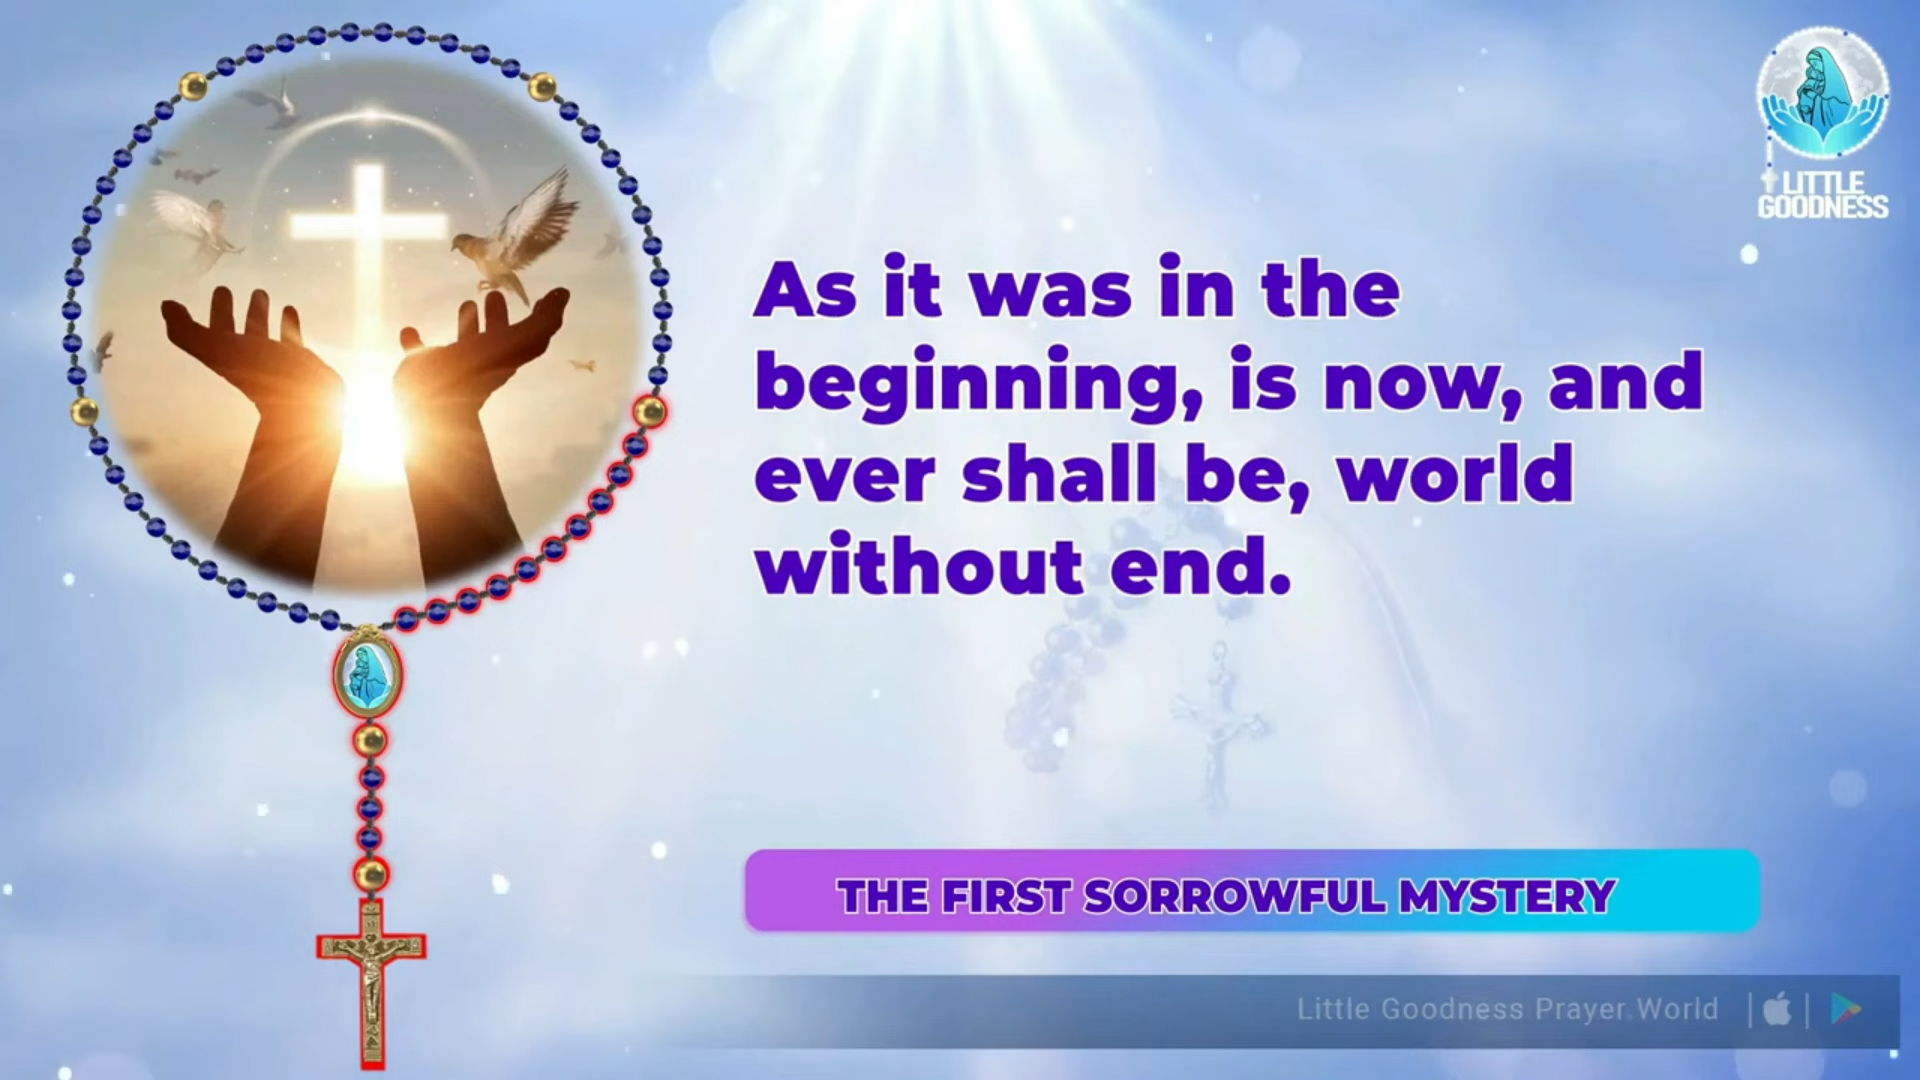 LITTLE
GOODNESS
As it was in the
beginning, is now, and
ever shall be, world
without end.
THE FIRST SORROWFUL MYSTERY
Little Goodness Prayer World